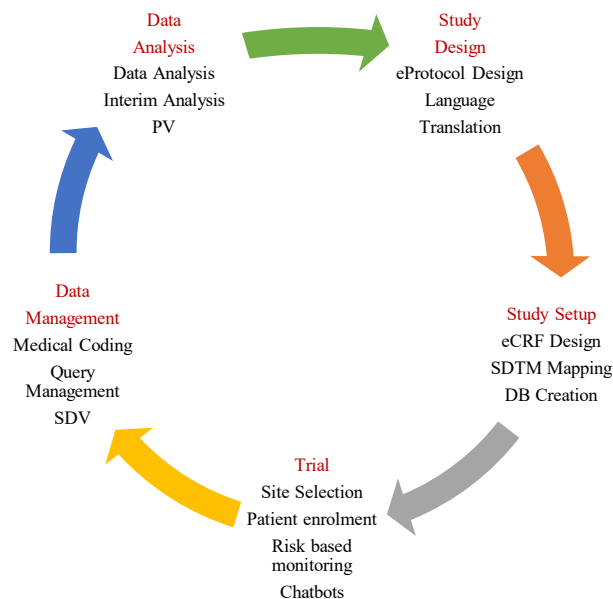 Data
Analysis
Data Analysis
Interim Analysis
PV
Study
Design
eProtocol Design
Language
Translation
Study Setup
eCRF Design
SDTM Mapping
DB Creation
Trial
Site Selection
Patient enrolment
Risk based
monitoring
Chatbots
Data
Management
Medical Coding
Query
Management
SDV